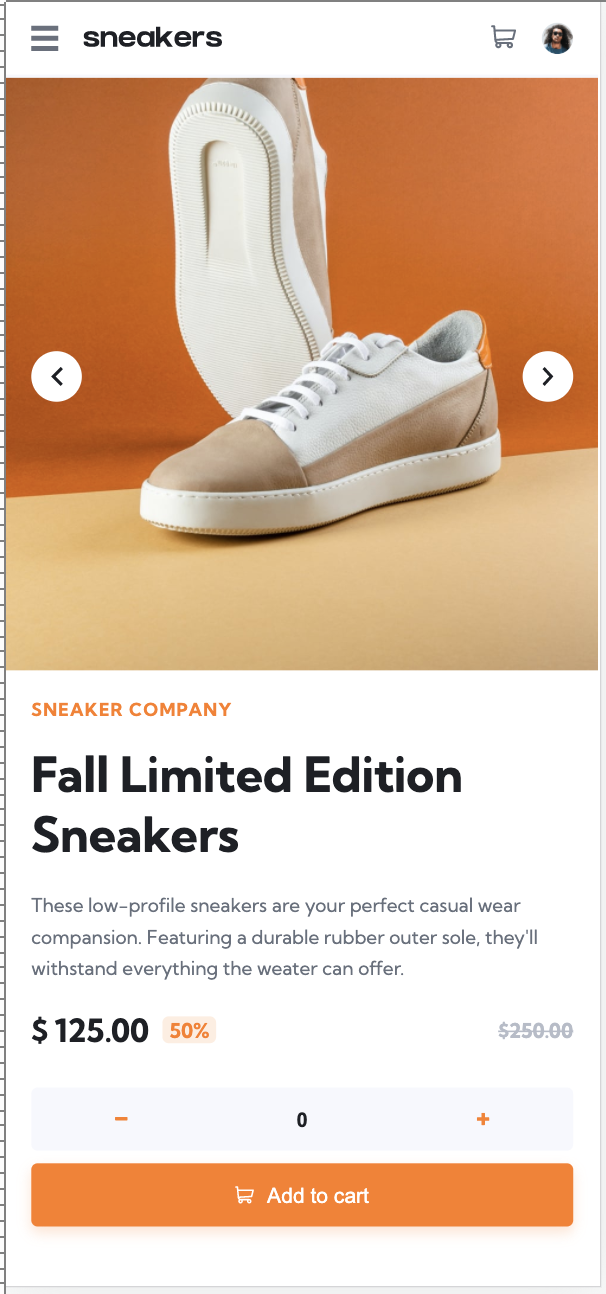 sneakers
SNEAKER COMPANY
Fall Limited Edition
Sneakers
These low-profile sneakers are your perfect casual wear
compansion. Featuring a durable rubber outer sole, they'll
withstand everything the weater can offer.
$ 125.00 50% $250.00
− 0 +
Add to cart